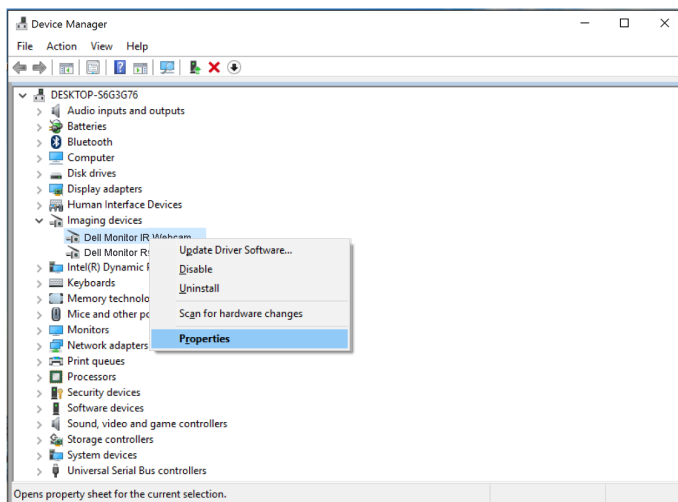 Device Manager
File Action View Help
DESKTOP-S6G3G76
Audio inputs and outputs
Batteries
Bluetooth
Computer
Disk drives
Display adapters
Human Interface Devices
Imaging devices
Dell Monitor IR Webcam
Dell Monitor
Intel(R) Dynamic
Keyboards
Memory
Mice and other
Monitors
Network adapters
Print queues
Processors
Security devices
Software devices
Sound, video and game controllers
Storage controllers
System devices
Universal Serial Bus controllers
Update Driver Software...
Disable
Uninstall
Scan for hardware changes
Properties
Opens property sheet for the current selection.